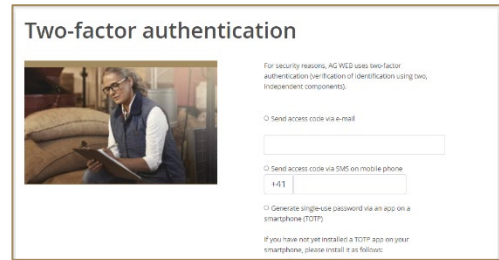 Two-factor authentication
For security reasons, AG WEB uses two-factor
authentication (verification of identification using two,
independent components).
Send access code via e-mail
Send access code via SMS on mobile phone
+41
Generate single-use password via an app on a
smartphone (TOTP)
If you have not yet installed a TOTP app on your
smartphone, please install it as follows: